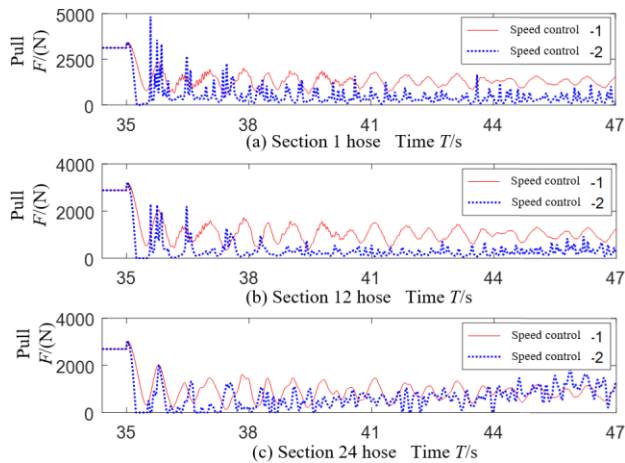 Pull
F/(N)
5000
2500
0
Speed control -1
Speed control -2
35 38 41 44 47
(a) Section 1 hose Time T/s
Pull
F/(N)
4000
2000
0
Speed control -1
Speed control -2
35 38 41 44 47
(b) Section 12 hose Time T/s
Pull
F/(N)
4000
2000
0
Speed control -1
Speed control -2
35 38 41 44 47
(c) Section 24 hose Time T/s